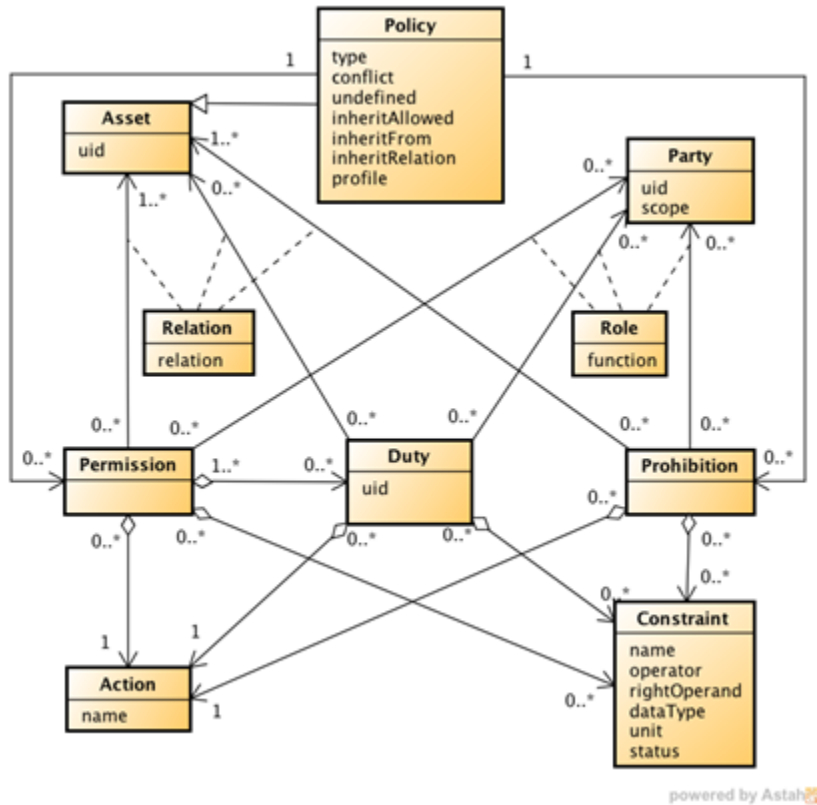 Policy
type
conflict
undefined
inheritAllowed
inheritFrom
inheritRelation
profile
1
1
Asset
uid
1..*
0..*
1..*
Party
uid
scope
0..*
0..*
0..*
Relation
relation
Role
function
0..*
0..*
0..*
0..*
0..*
0..*
0..*
Permission
1..*
0..*
Duty
uid
Prohibition
0..*
0..*
0..*
0..*
0..*
0..*
0..*
0..*
0..*
1
1
1
Action
name
Constraint
name
operator
rightOperand
dataType
unit
status
0..*
powered by Astah